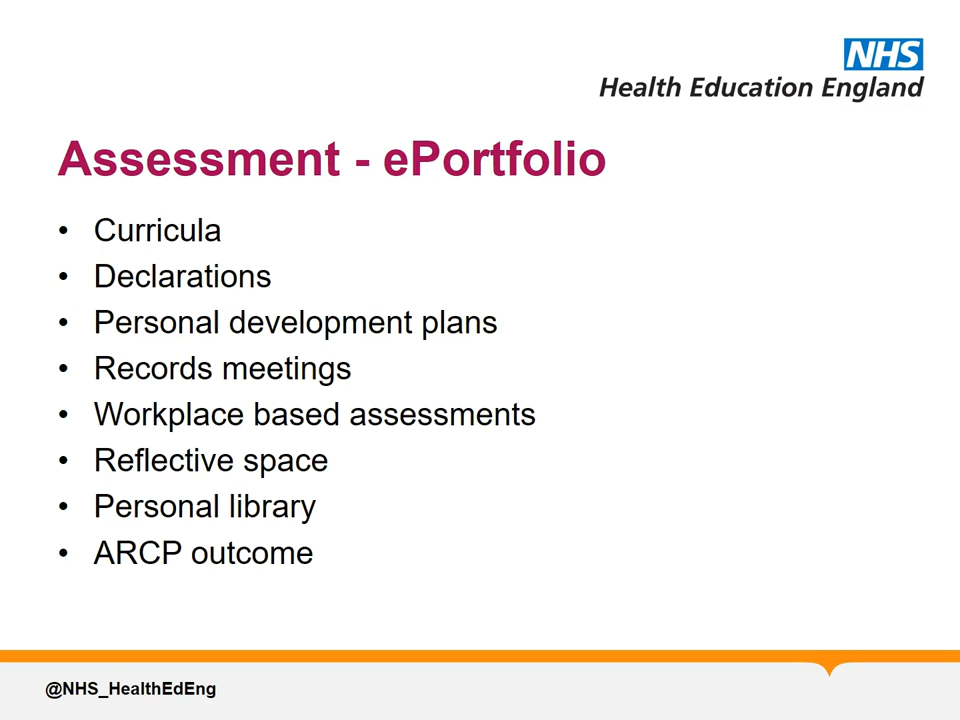 NHS
Health Education England
Assessment - ePortfolio
• Curricula
• Declarations
• Personal development plans
• Records meetings
• Workplace based assessments
• Reflective space
• Personal library
• ARCP outcome
@NHS_HealthEdEng